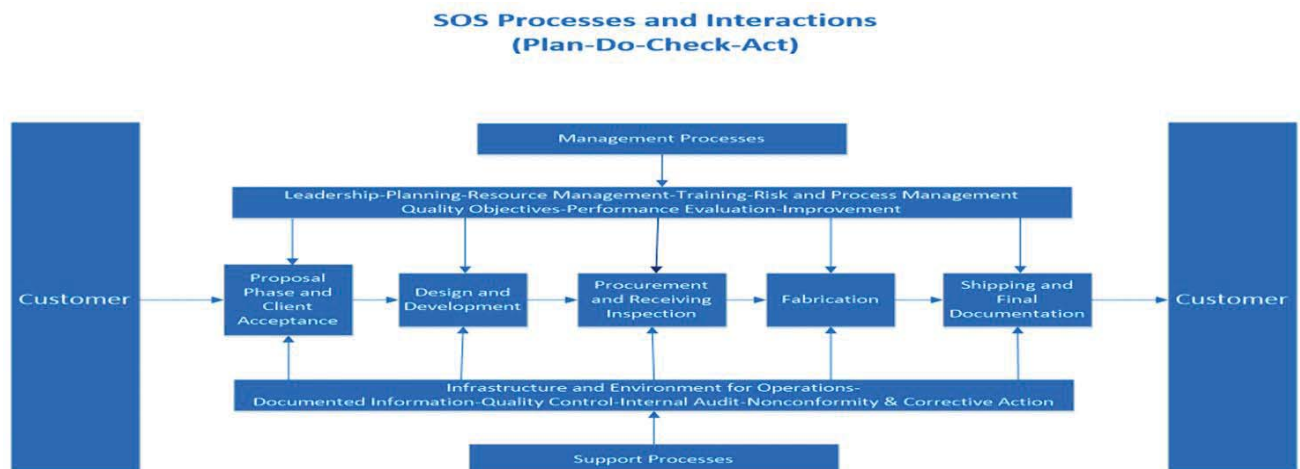 SOS Processes and Interactions
(Plan-Do-Check-Act)
Management Processes
Leadership-Planning-Resource Management-Training-Risk and Process Management
Quality Objectives-Performance Evaluation-Improvement
Customer
Proposal
Phase and
Client
Acceptance
Design and
Development
Procurement
and Receiving
Inspection
Fabrication
Shipping and
Final
Documentation
Customer
Infrastructure and Environment for Operations-
Documented Information-Quality Control-Internal Audit-Nonconformity & Corrective Action
Support Processes